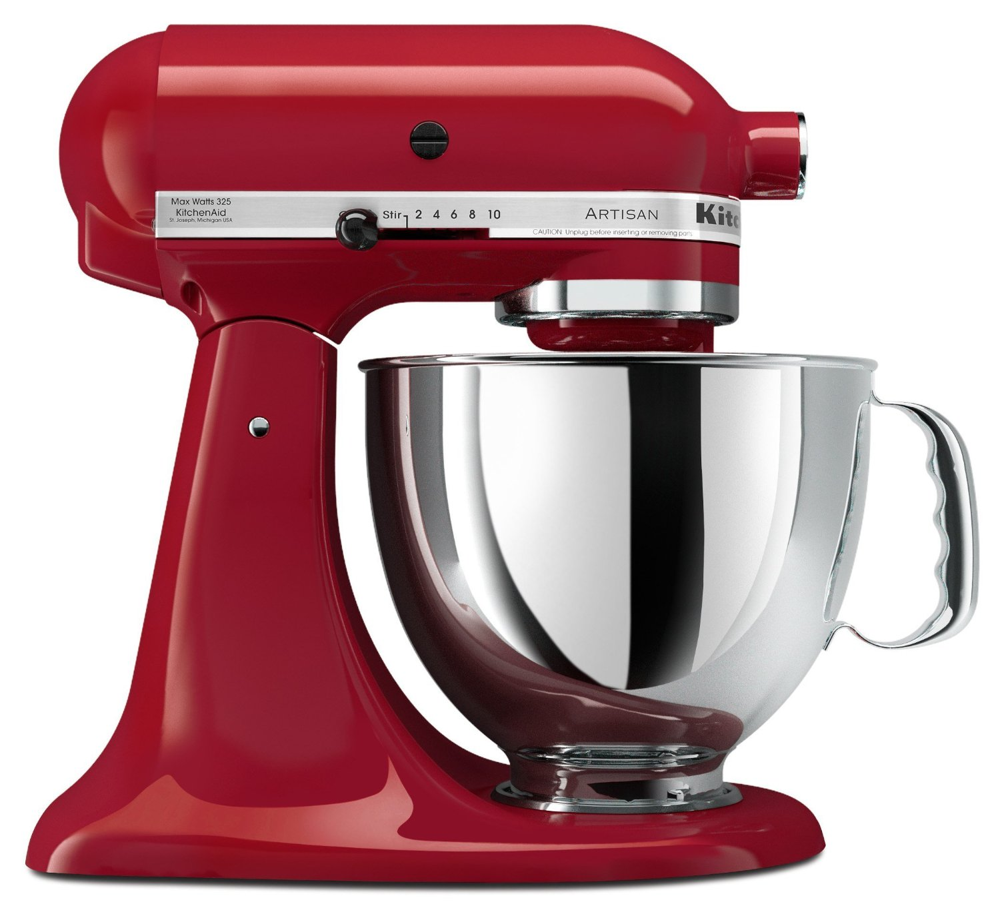 Max Watts 325
KitchenAid
St. Joseph, Michigan USA
Stir 2 4 6 8 10
ARTISAN
Kitc
CAUTION: Unplug before inserting or removing parts.